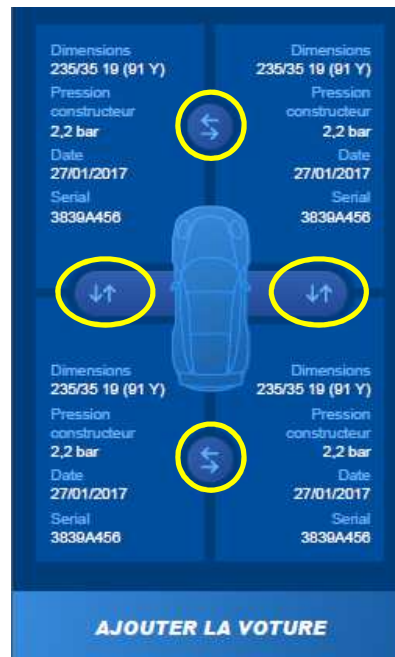 Dimensions
235/35 19 (91 Y)
Pression
constructeur
2,2 bar
Date
27/01/2017
Serial
3839A456
Dimensions
235/35 19 (91 Y)
Pression
constructeur
2,2 bar
Date
27/01/2017
Serial
3839A456
Dimensions
235/35 19 (91 Y)
Pression
constructeur
2,2 bar
Date
27/01/2017
Serial
3839A456
Dimensions
235/35 19 (91 Y)
Pression
constructeur
2,2 bar
Date
27/01/2017
Serial
3839A456
AJOUTER LA VOTURE